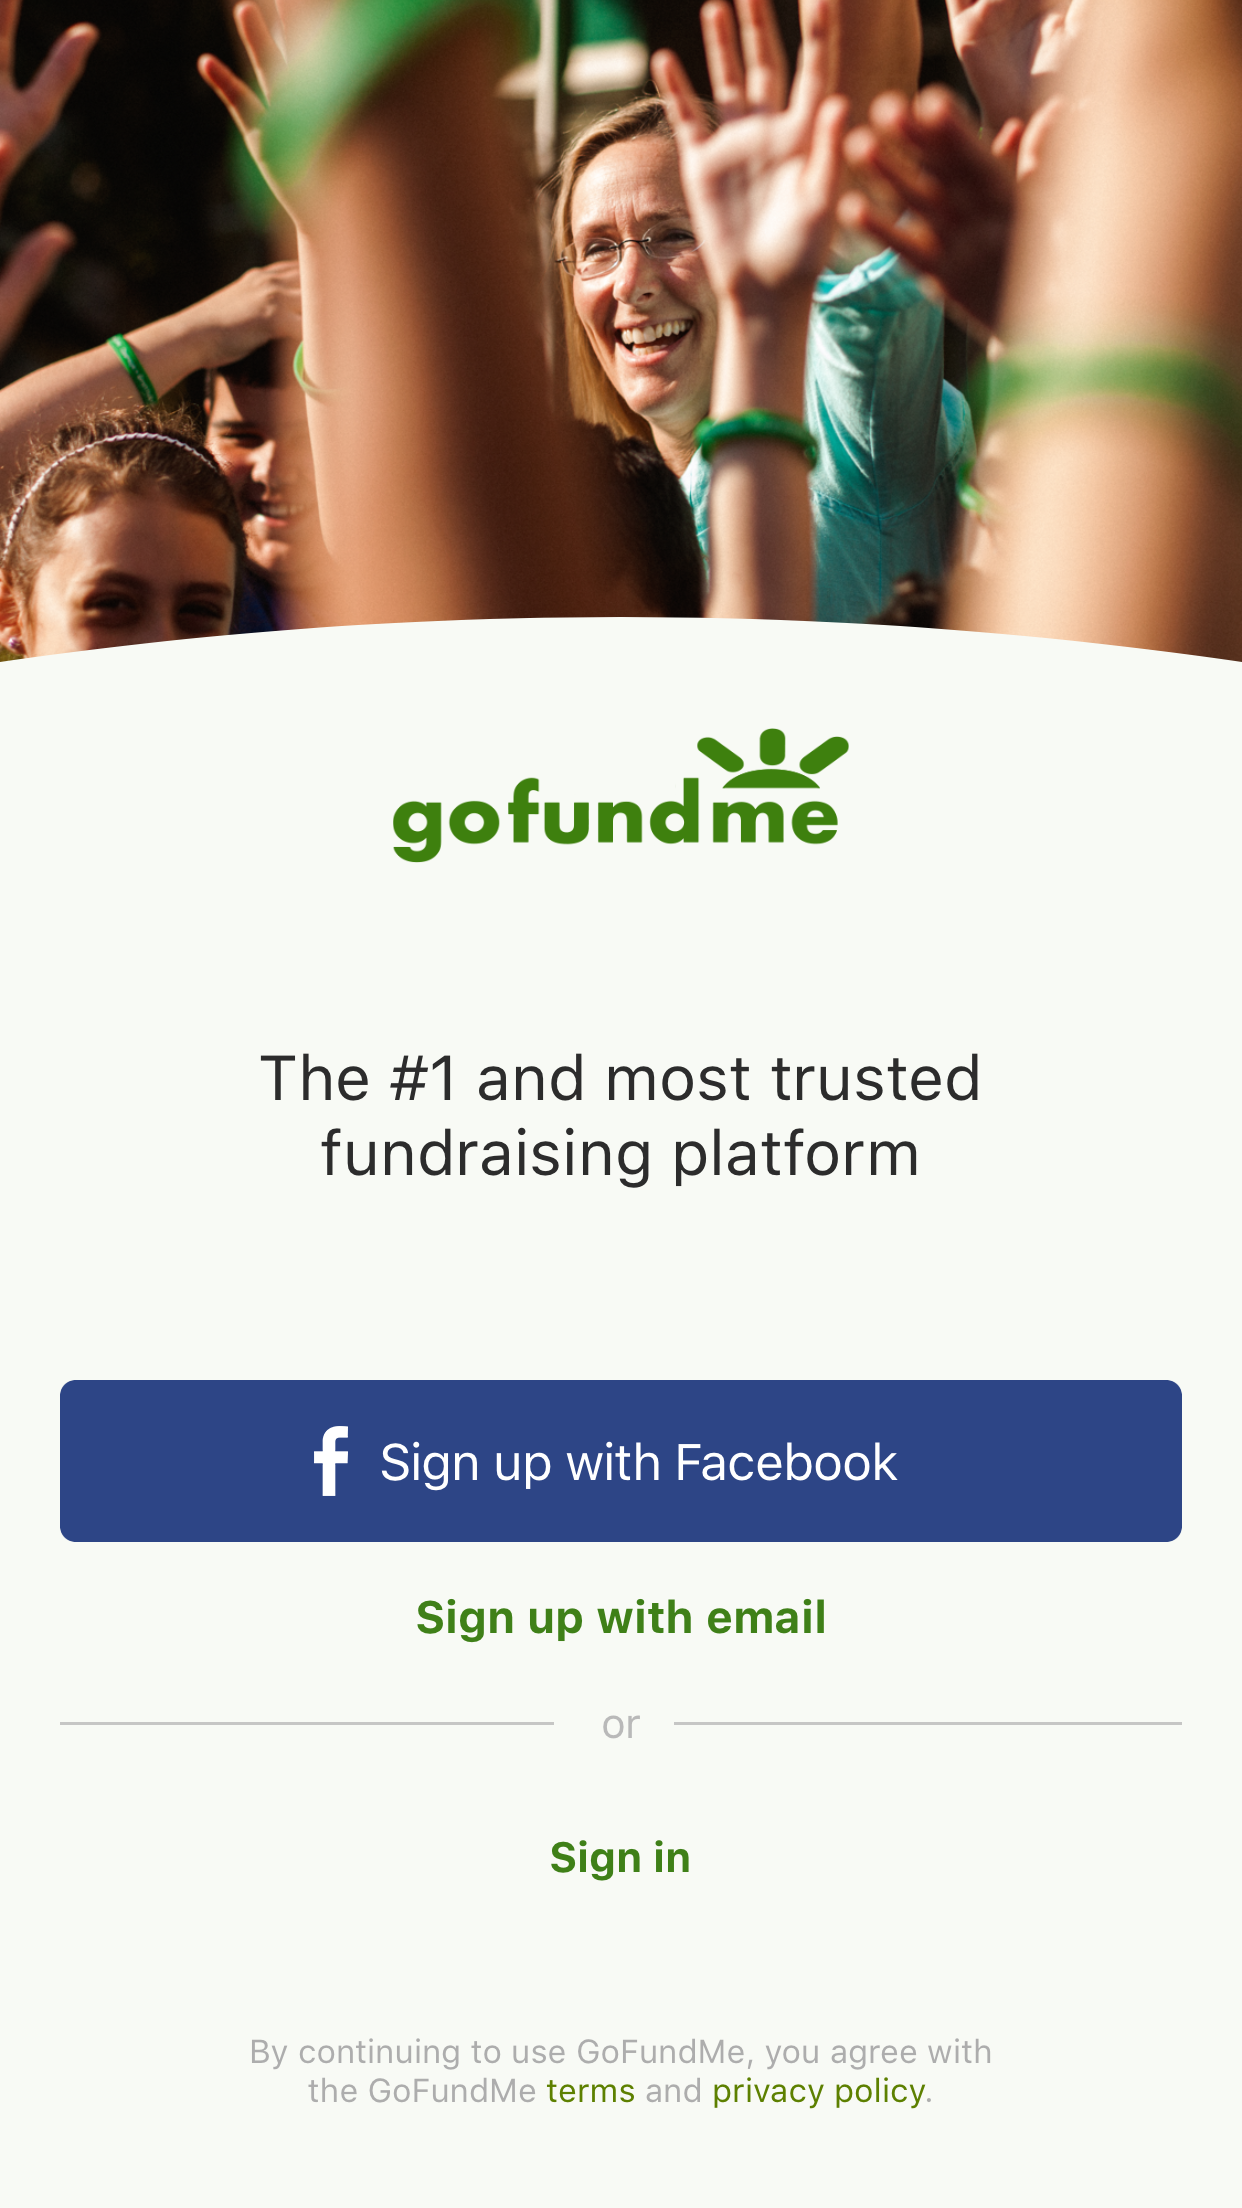 gofundme
The #1 and most trusted
fundraising platform
f Sign up with Facebook
Sign up with email
or
Sign in
By continuing to use GoFundMe, you agree with
the GoFundMe terms and privacy policy.